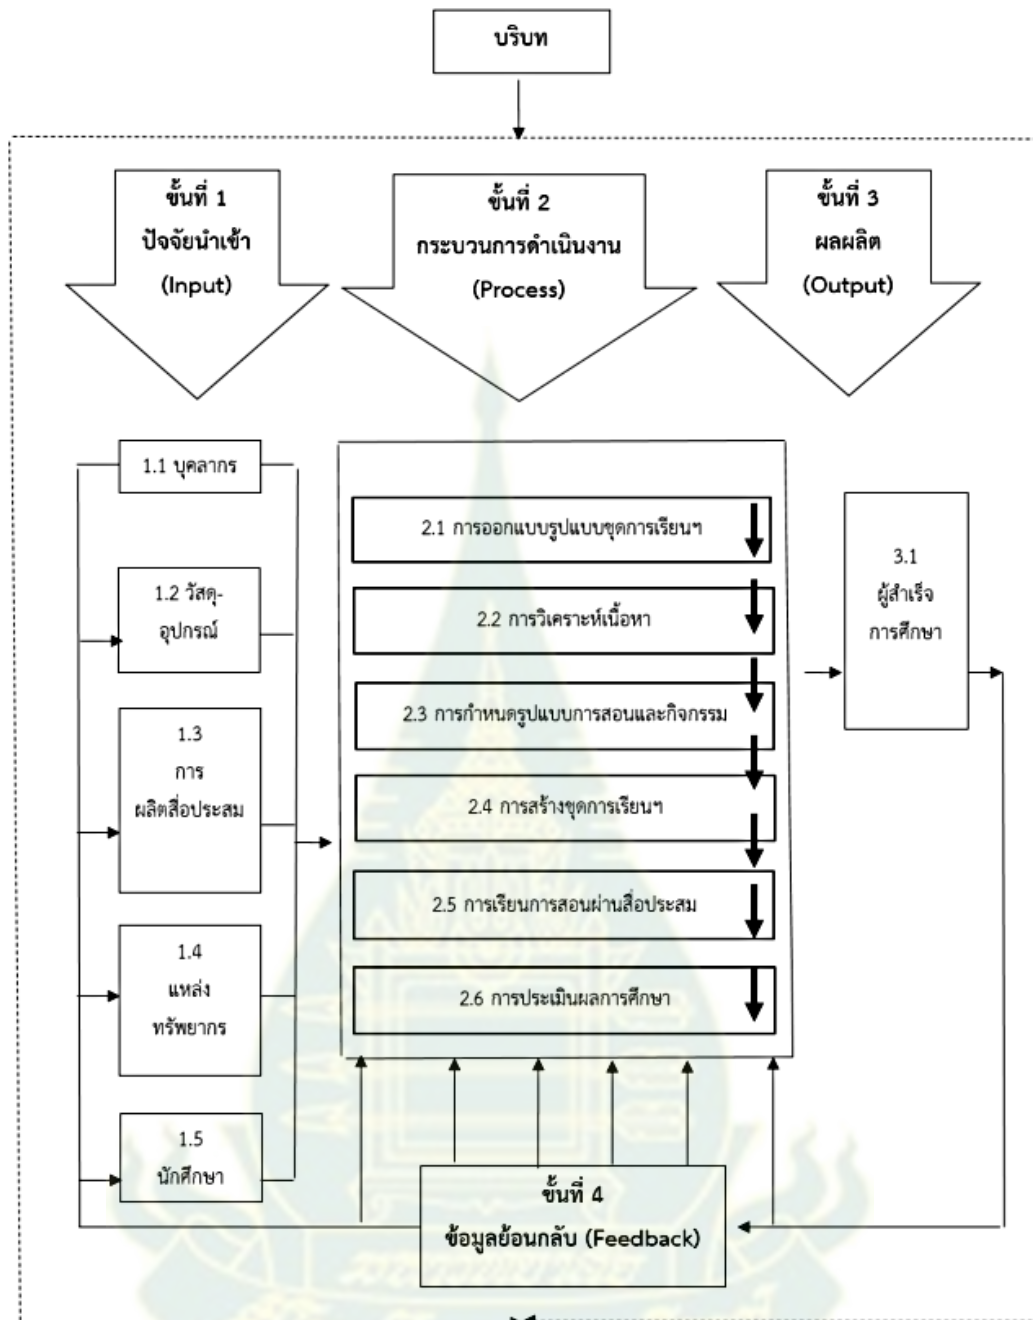 บริบท
ขั้นที่ 1
ปัจจัยนำเข้า
(Input)
ขั้นที่ 2
กระบวนการดำเนินงาน
(Process)
ขั้นที่ 3
ผลผลิต
(Output)
1.1 บุคลากร
1.2 วัสดุ-
อุปกรณ์
1.3
การ
ผลิตสื่อประสม
1.4
แหล่ง
ทรัพยากร
1.5
นักศึกษา
2.1 การออกแบบรูปแบบชุดการเรียนฯ
2.2 การวิเคราะห์เนื้อหา
2.3 การกำหนดรูปแบบการสอนและกิจกรรม
2.4 การสร้างชุดการเรียนฯ
2.5 การเรียนการสอนผ่านสื่อประสม
2.6 การประเมินผลการศึกษา
3.1
ผู้สำเร็จ
การศึกษา
ขั้นที่ 4
ข้อมูลย้อนกลับ (Feedback)